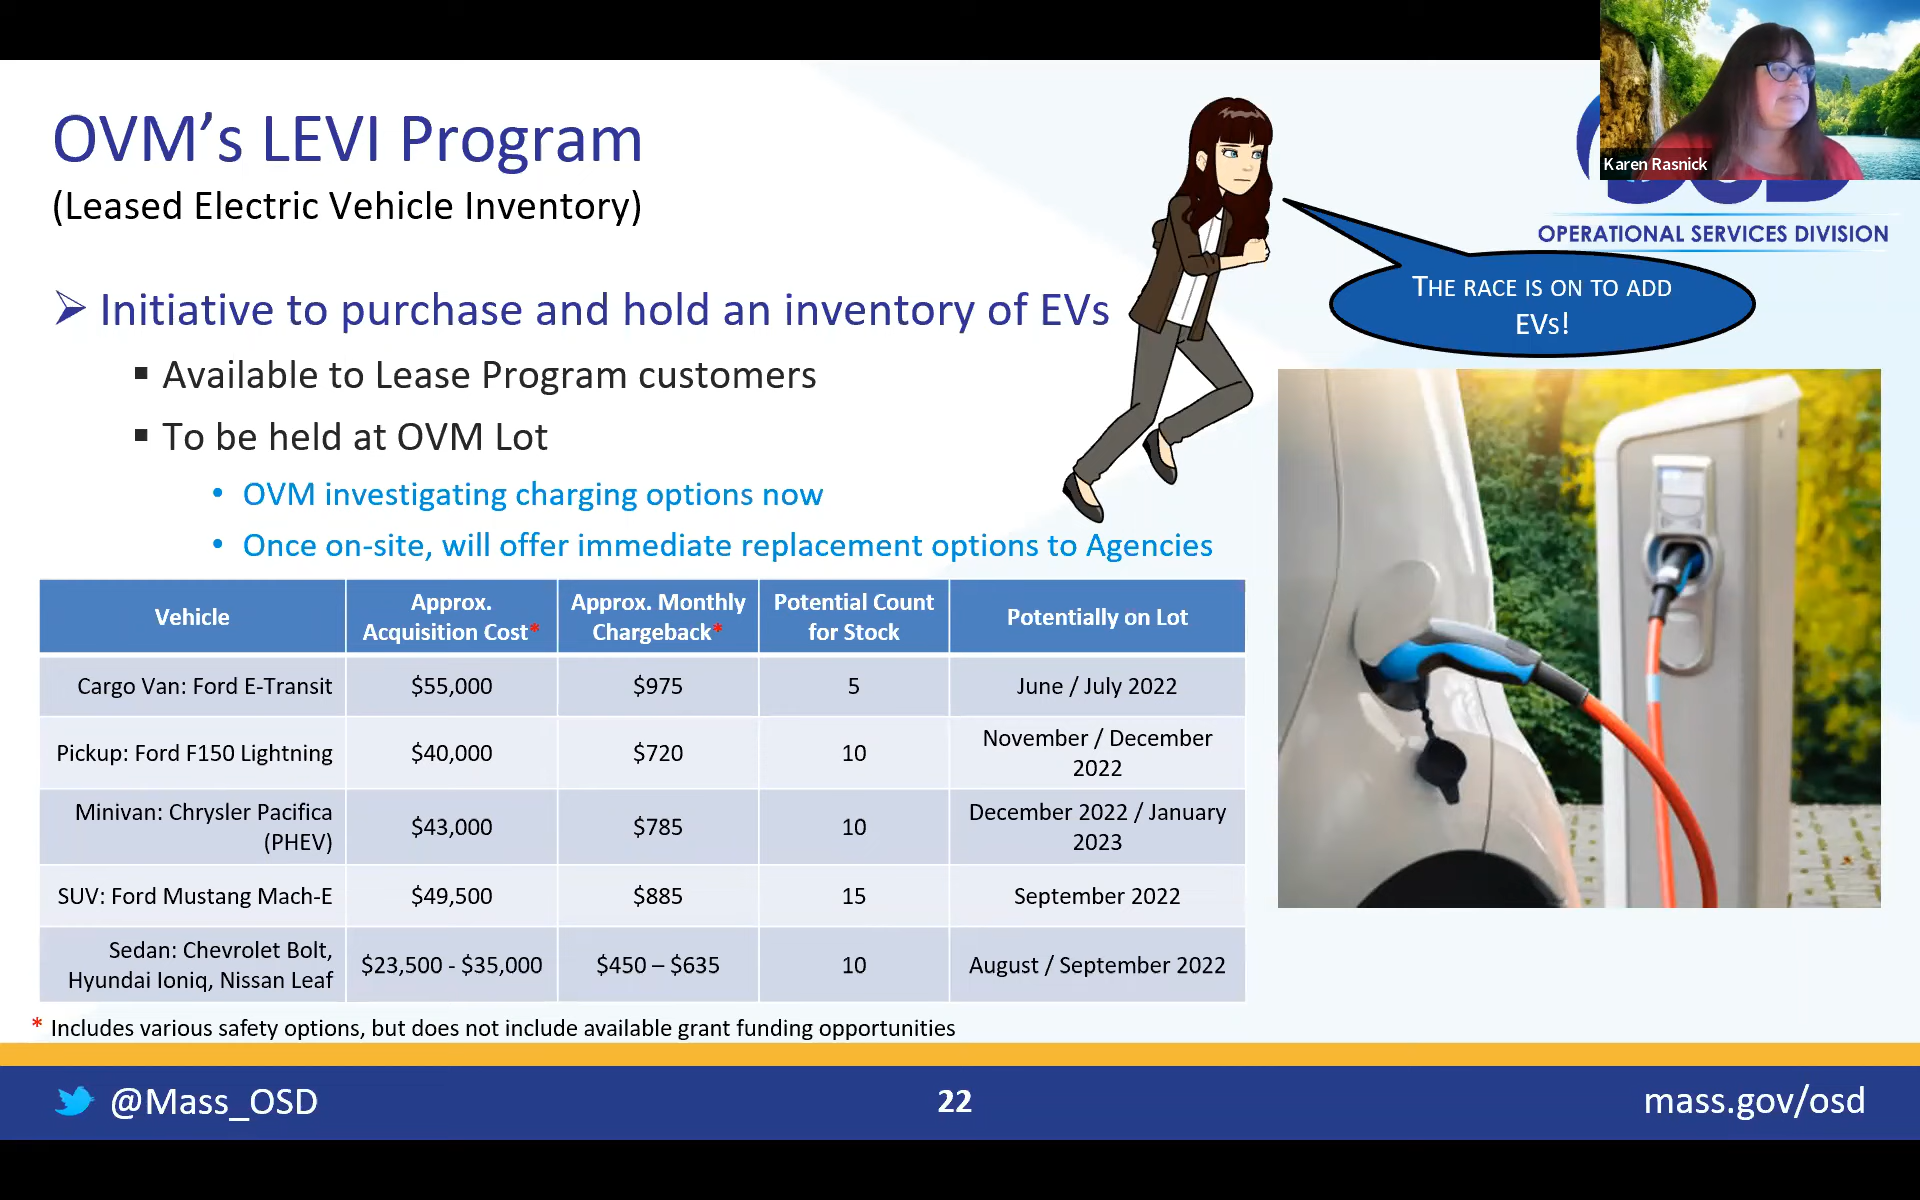 Karen Rasnick
OVM's LEVI Program
(Leased Electric Vehicle Inventory)
OPERATIONAL SERVICES DIVISION
THE RACE IS ON TO ADD
EVS!
➢ Initiative to purchase and hold an inventory of EVs
▪ Available to Lease Program customers
▪ To be held at OVM Lot
• OVM investigating charging options now
• Once on-site, will offer immediate replacement options to Agencies
Vehicle
Approx.
Acquisition Cost*
Approx. Monthly
Chargeback*
Potential Count
for Stock
Potentially on Lot
Cargo Van: Ford E-Transit
$55,000
$975
5
June / July 2022
Pickup: Ford F150 Lightning
$40,000
$720
10
November / December
2022
Minivan: Chrysler Pacifica
(PHEV)
$43,000
$785
10
December 2022 / January
2023
SUV: Ford Mustang Mach-E
$49,500
$885
15
September 2022
Sedan: Chevrolet Bolt,
Hyundai Ioniq, Nissan Leaf
$23,500 - $35,000
$450 – $635
10
August / September 2022
* Includes various safety options, but does not include available grant funding opportunities
@Mass_OSD
22
mass.gov/osd